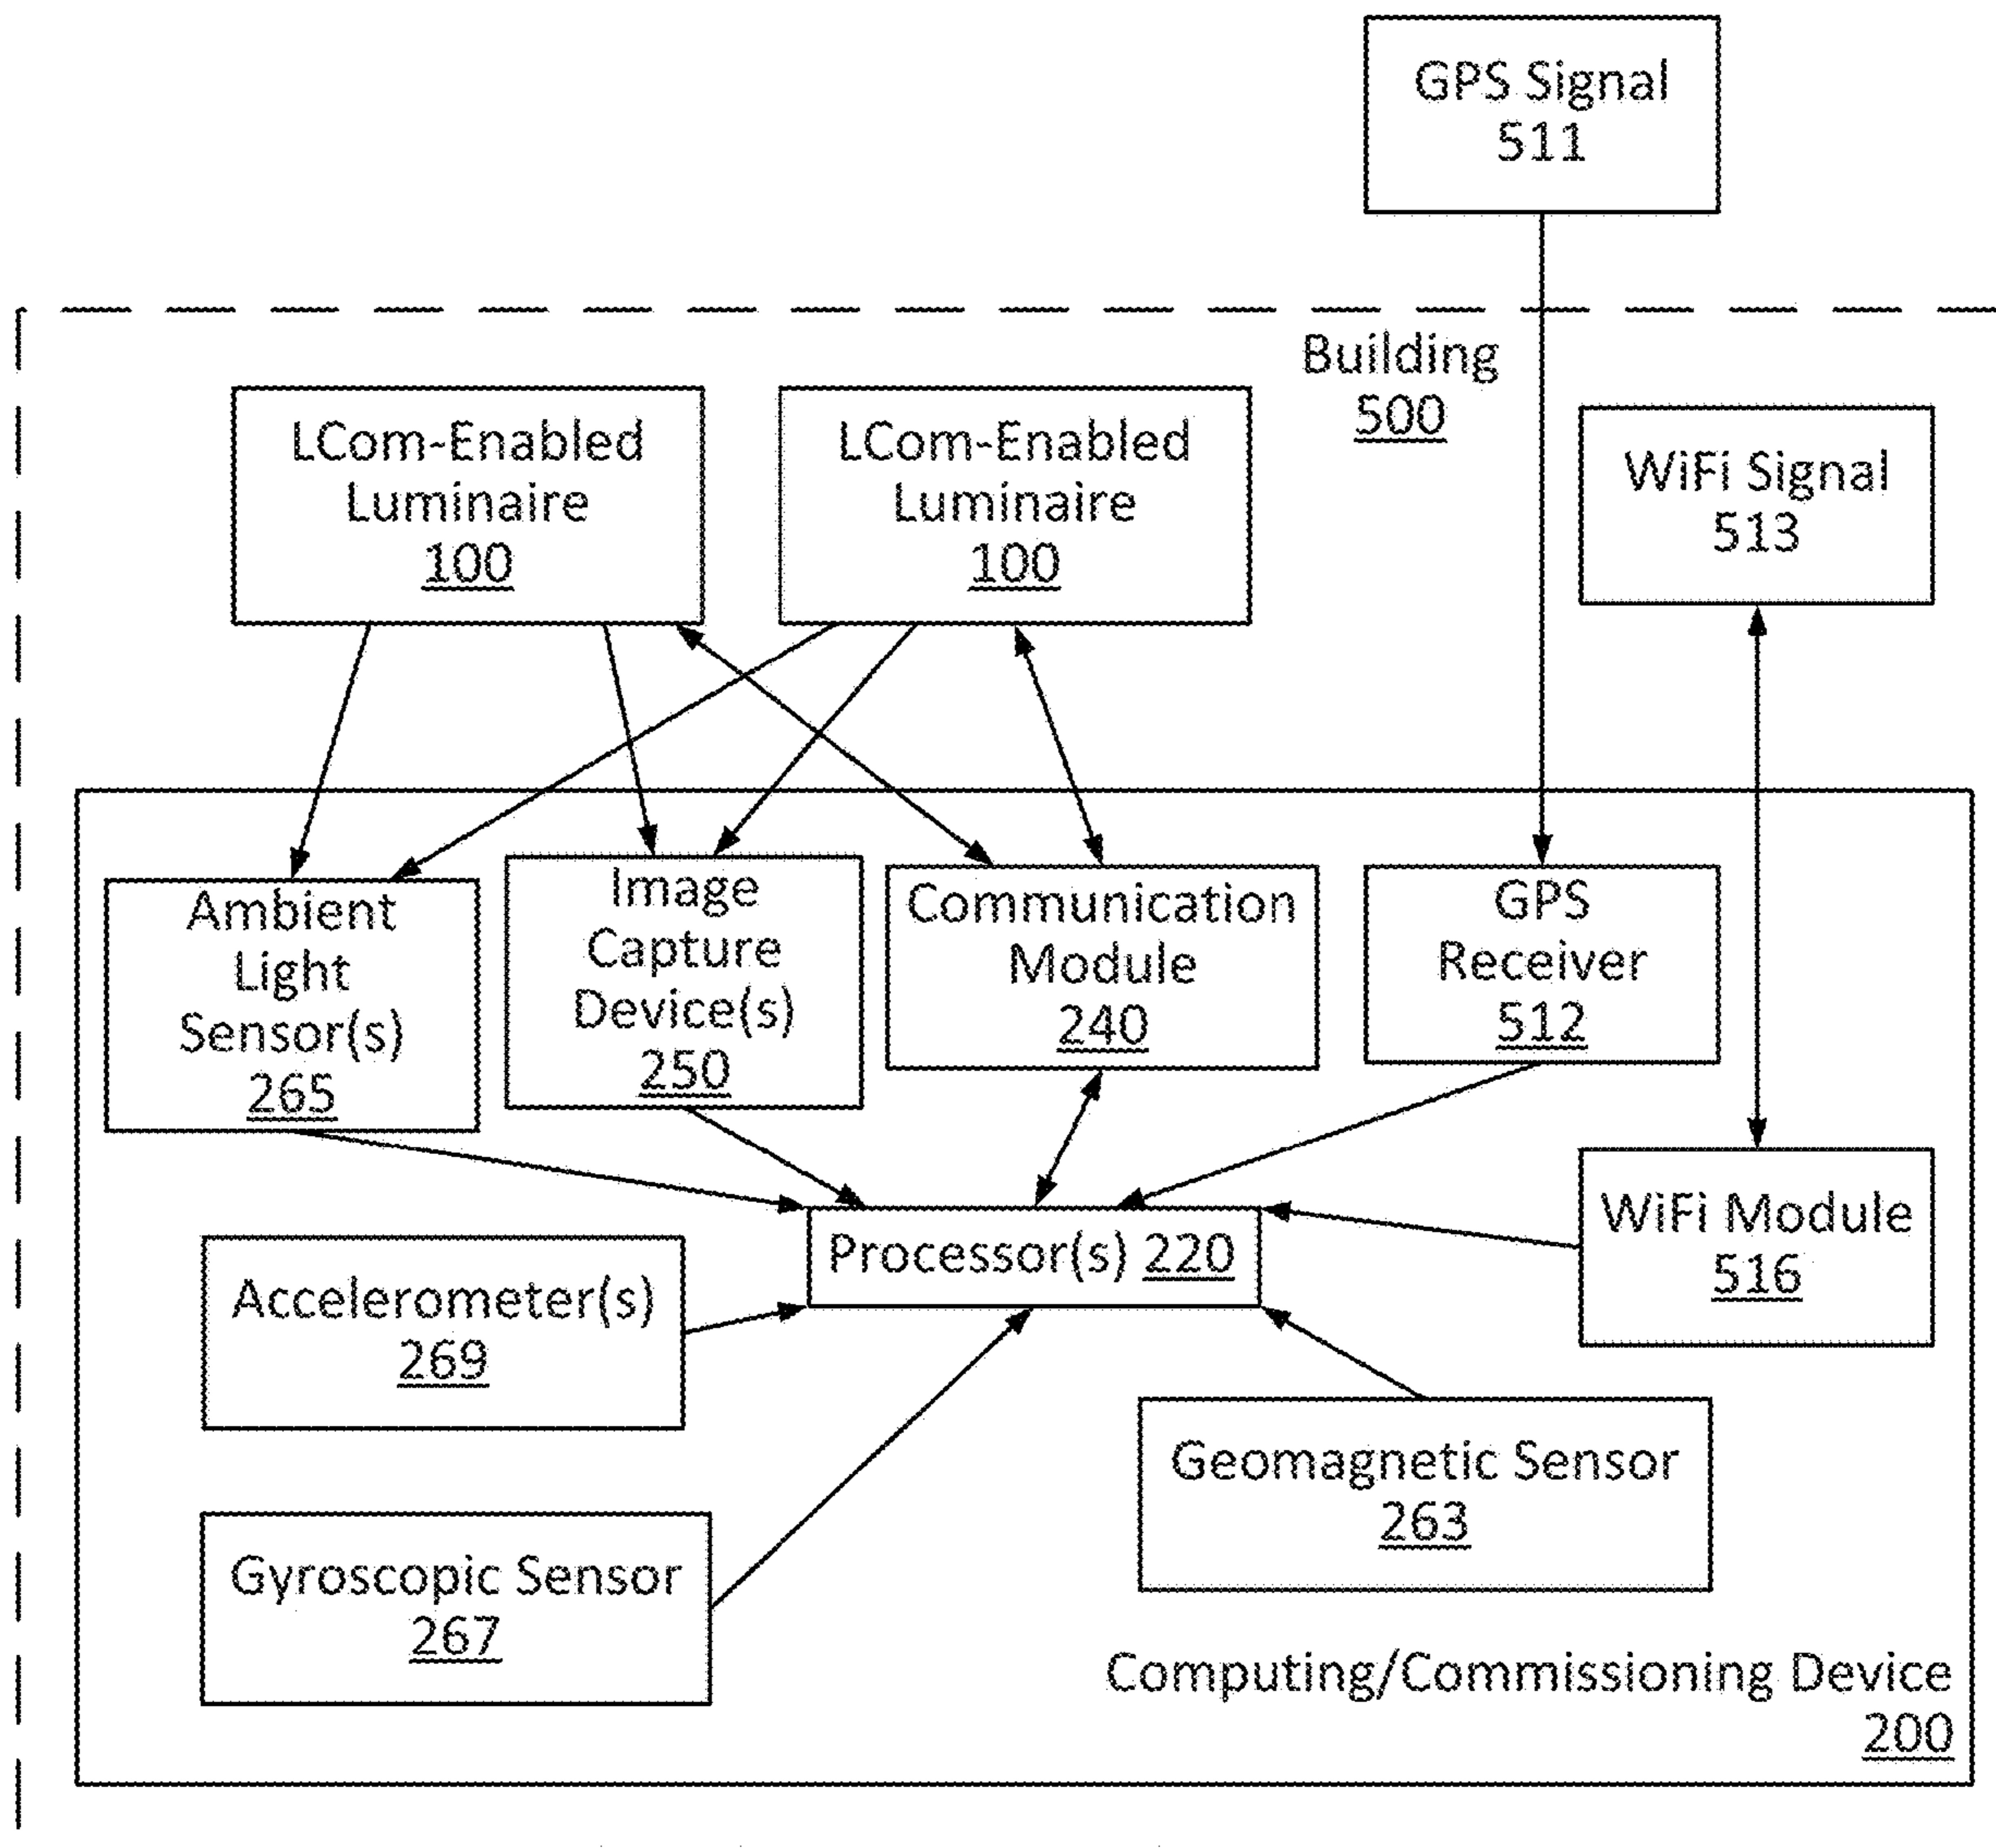 GPS Signal
511
Building
500
LCom-Enabled
Luminaire
100
LCom-Enabled
Luminaire
100
WiFi Signal
513
Ambient
Light
Sensor(s)
265
Image
Capture
Device(s)
250
Communication
Module
240
GPS
Receiver
512
Processor(s) 220
WiFi Module
516
Accelerometer(s)
269
Geomagnetic Sensor
263
Gyroscopic Sensor
267
Computing/Commissioning Device
200